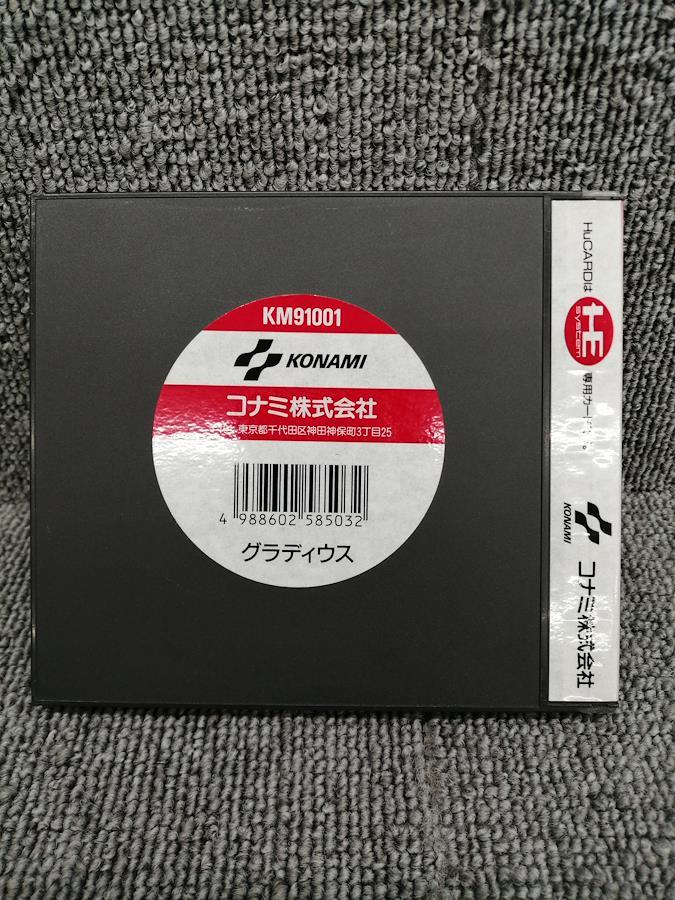 KM91001
KONAMI
コナミ株式会社
東京都千代田区神田神保町3丁目25
4 988602 585032
グラディウス
HuCARDは
HE
system
専用カード
KONAMI
コナミ株式会社